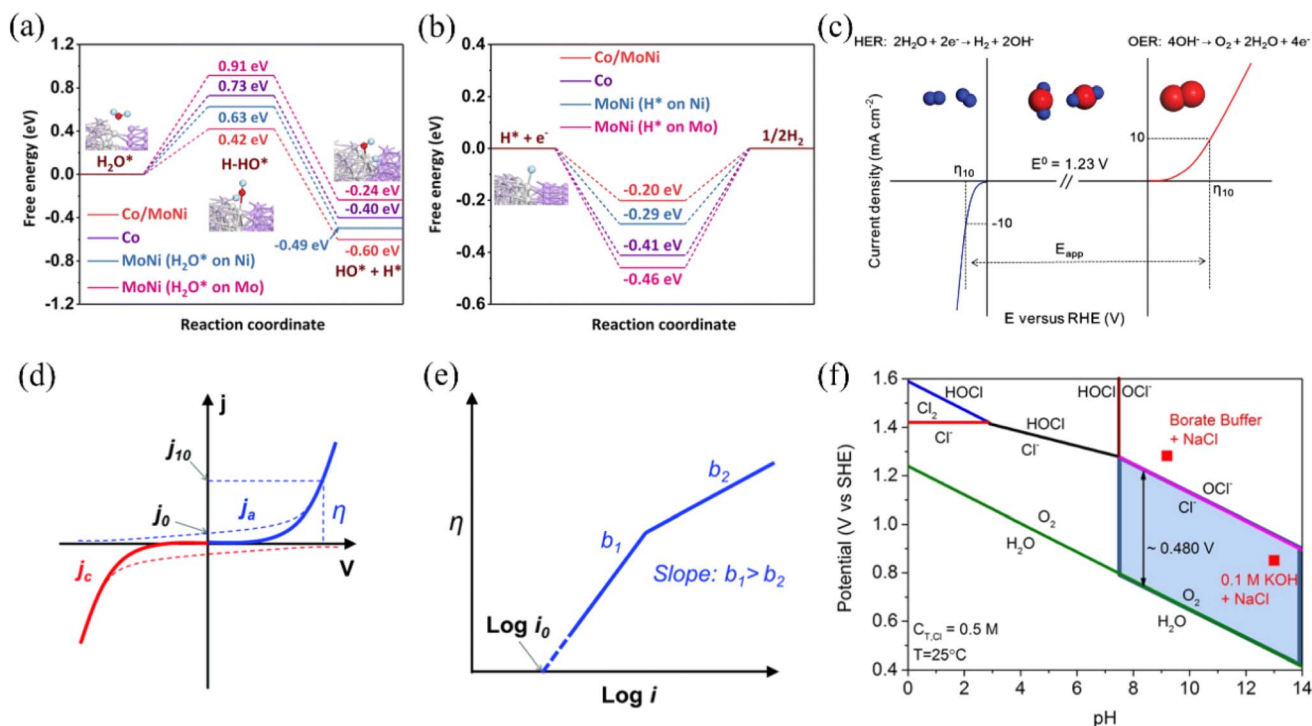 (a)
1.2
0.8
0.4
0.0
-0.4
-0.8
-1.2
Free energy (eV)
0.91 eV
0.73 eV
0.63 eV
0.42 eV
H₂O*
H-HO*
-0.24 eV
-0.40 eV
-0.49 eV
-0.60 eV
HO* + H*
Co/MoNi
Co
MoNi (H₂O* on Ni)
MoNi (H₂O* on Mo)
Reaction coordinate
(b)
0.4
0.2
0.0
-0.2
-0.4
-0.6
Free energy (eV)
Co/MoNi
Co
MoNi (H* on Ni)
MoNi (H* on Mo)
H* + e⁻
1/2H₂
-0.20 eV
-0.29 eV
-0.41 eV
-0.46 eV
Reaction coordinate
(c)
HER: 2H₂O + 2e⁻→ H₂ + 2OH⁻
OER: 4OH⁻→ O₂ + 2H₂O + 4e⁻
Current density (mA cm⁻²)
10
η₁₀
E⁰ = 1.23 V
η₁₀
-10
E_app
E versus RHE (V)
(d)
j
j₁₀
j₀
jₐ
η
j_c
V
(e)
η
b₂
b₁
Slope: b₁> b₂
Log i₀
Log i
(f)
1.6
1.4
1.2
1.0
0.8
0.6
0.4
Potential (V vs SHE)
HOCl
HOCl
OCl⁻
Cl₂
Cl⁻
HOCl
Cl⁻
Borate Buffer
+ NaCl
OCl⁻
Cl⁻
O₂
H₂O
~ 0.480 V
0.1 M KOH
+ NaCl
O₂
H₂O
C_T,Cl = 0.5 M
T=25°C
0
2
4
6
8
10
12
14
pH